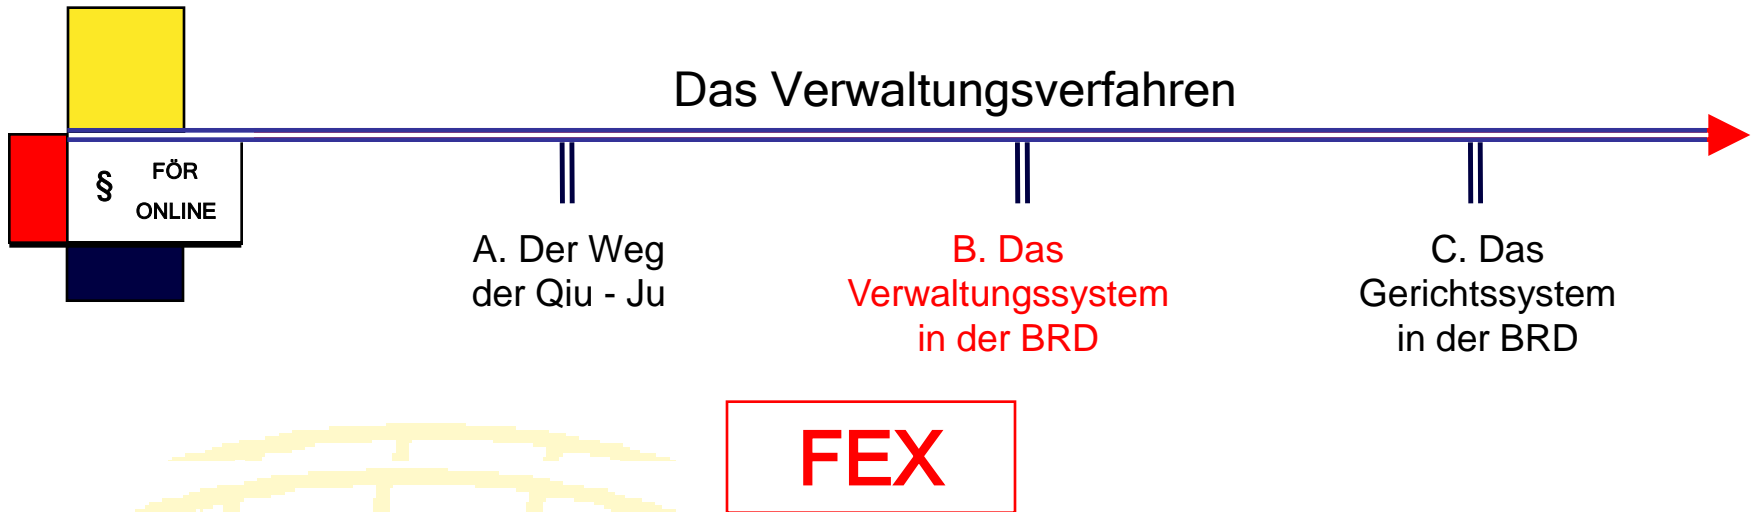 Das Verwaltungsverfahren
§ FÖR
ONLINE
A. Der Weg
der Qiu - Ju
B. Das
Verwaltungssystem
in der BRD
C. Das
Gerichtssystem
in der BRD
FEX